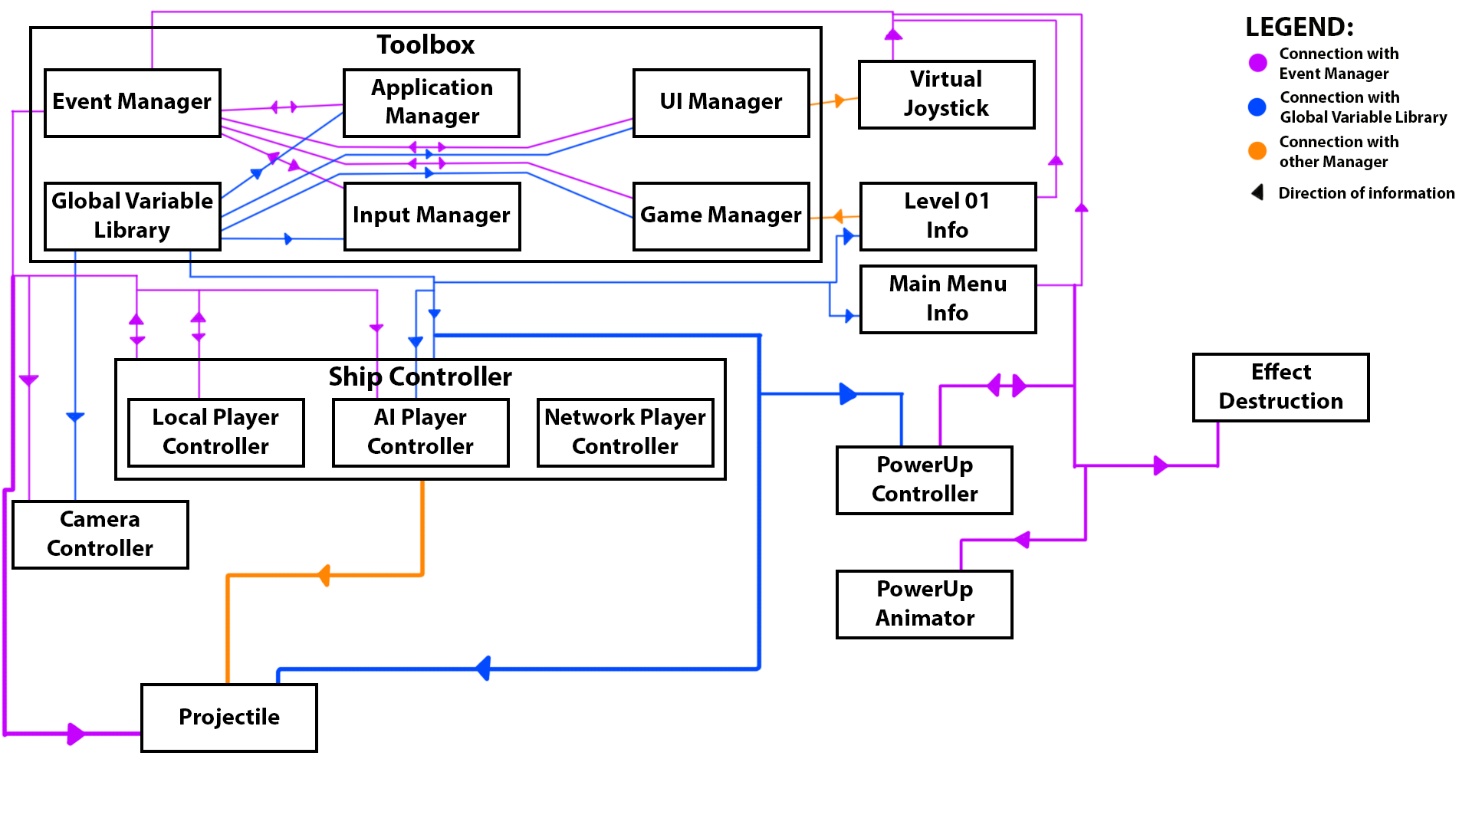 Toolbox
Event Manager
Application
Manager
UI Manager
Virtual
Joystick
Global Variable
Library
Input Manager
Game Manager
Level 01
Info
Main Menu
Info
LEGEND:
Connection with
Event Manager
Connection with
Global Variable Library
Connection with
other Manager
Direction of information
Ship Controller
Local Player
Controller
AI Player
Controller
Network Player
Controller
Effect
Destruction
PowerUp
Controller
Camera
Controller
PowerUp
Animator
Projectile